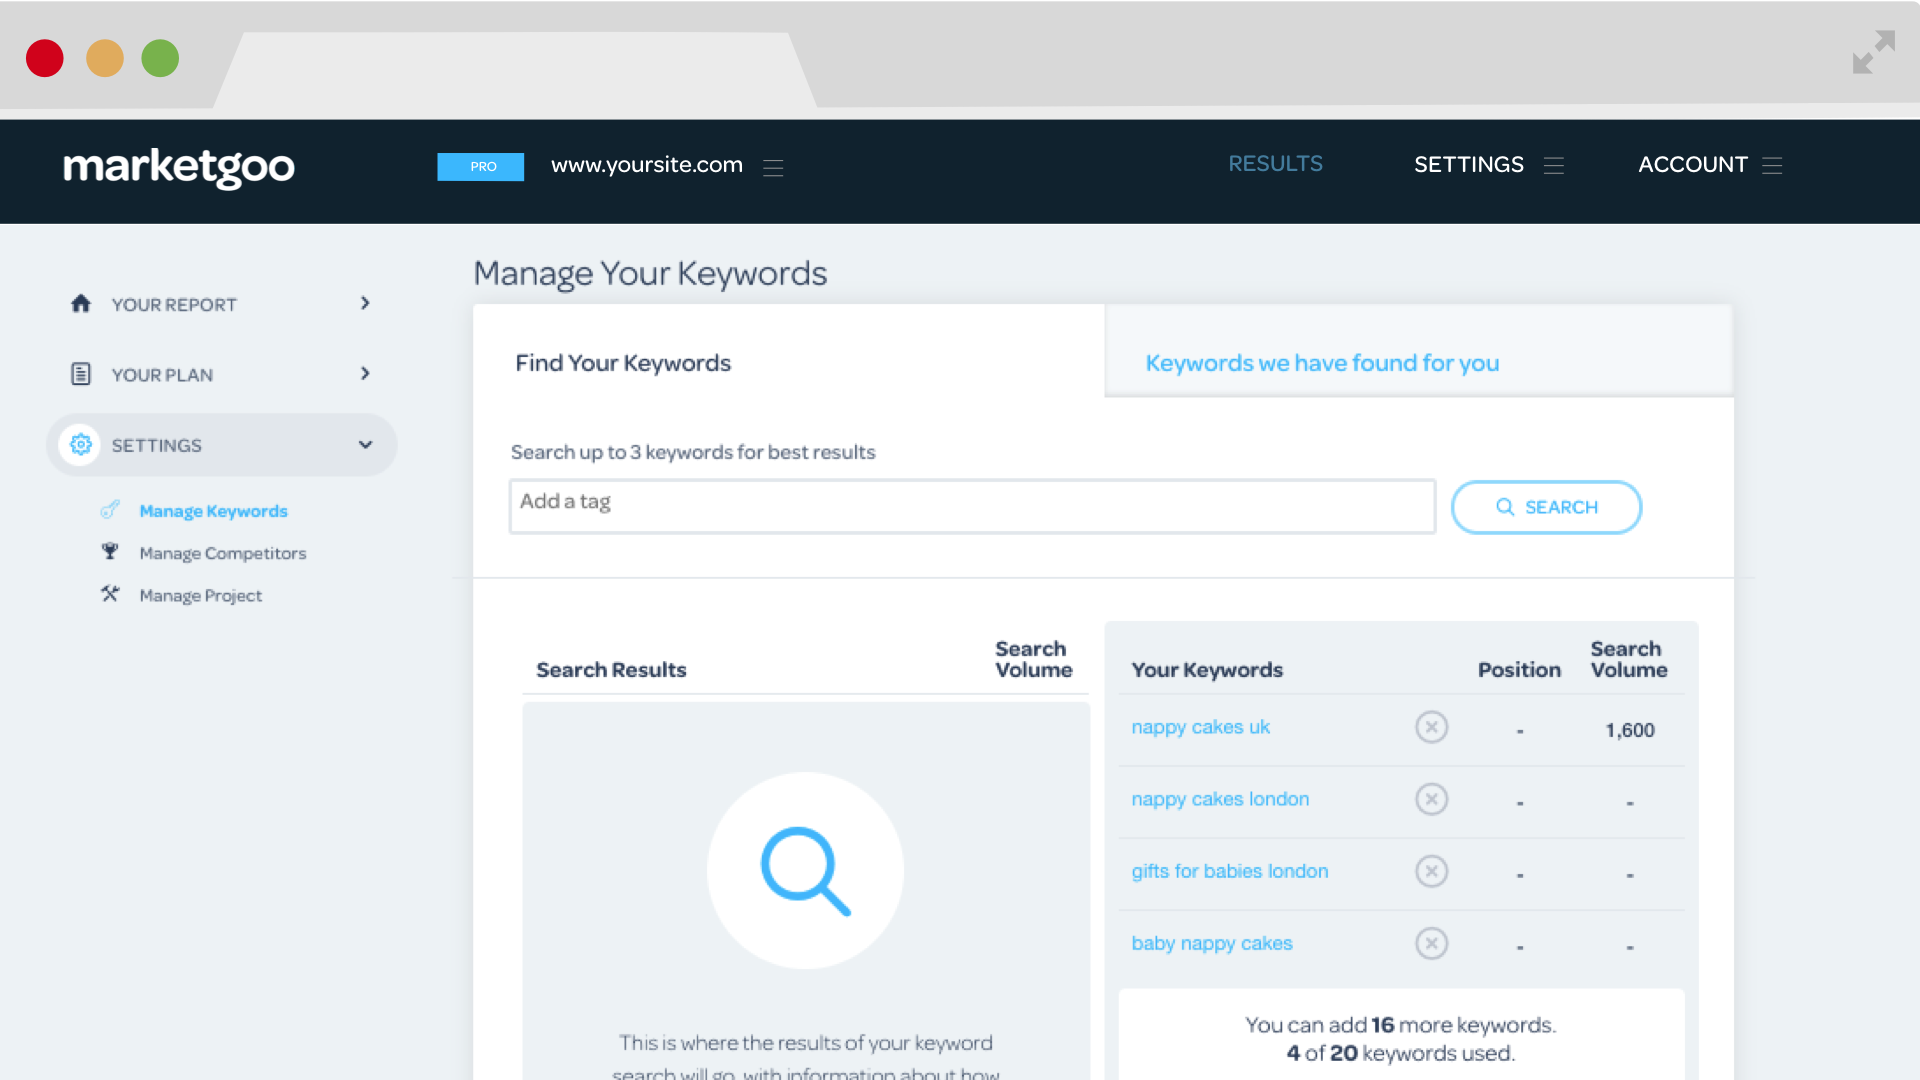 marketgoo
PRO
www.yoursite.com
RESULTS
SETTINGS
ACCOUNT
YOUR REPORT
YOUR PLAN
SETTINGS
Manage Keywords
Manage Competitors
Manage Project
Manage Your Keywords
Find Your Keywords
Keywords we have found for you
Search up to 3 keywords for best results
Add a tag
SEARCH
Search Results
Search
Volume
This is where the results of your keyword
search will go, with information about how
Your Keywords
Position
Search
Volume
nappy cakes uk - 1,600
nappy cakes london - -
gifts for babies london - -
baby nappy cakes - -
You can add 16 more keywords.
4 of 20 keywords used.